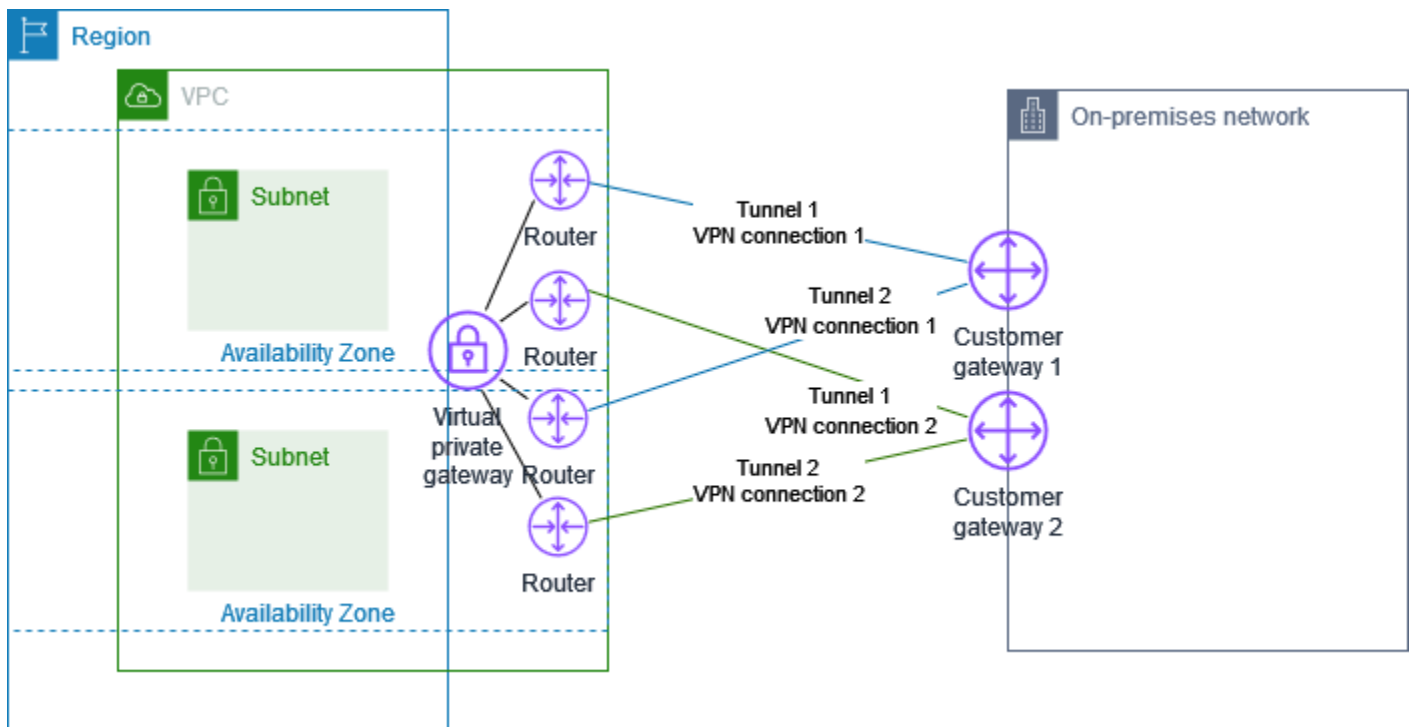 Region
VPC
On-premises network
Subnet
Router
Tunnel 1
VPN connection 1
Tunnel 2
VPN connection 1
Customer
gateway 1
Availability Zone
Router
Virtual
private
gateway
Router
Tunnel 1
VPN connection 2
Subnet
Tunnel 2
VPN connection 2
Customer
gateway 2
Router
Availability Zone